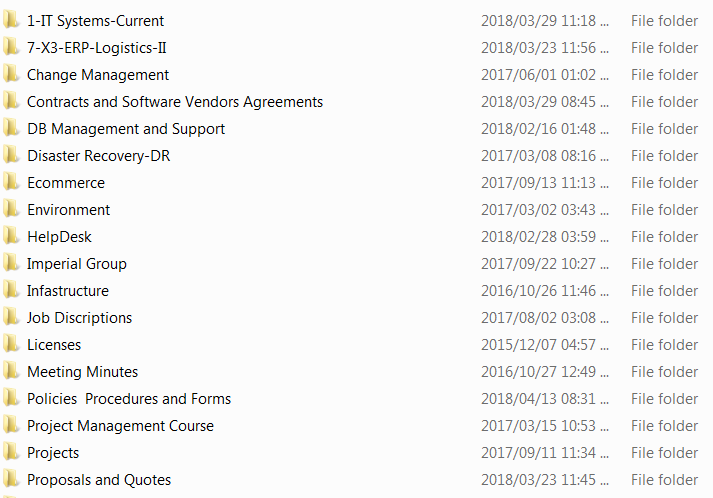 1-IT Systems-Current 2018/03/29 11:18 ... File folder
7-X3-ERP-Logistics-II 2018/03/23 11:56 ... File folder
Change Management 2017/06/01 01:02 ... File folder
Contracts and Software Vendors Agreements 2018/03/29 08:45 ... File folder
DB Management and Support 2018/02/16 01:48 ... File folder
Disaster Recovery-DR 2017/03/08 08:16 ... File folder
Ecommerce 2017/09/13 11:13 ... File folder
Environment 2017/03/02 03:43 ... File folder
HelpDesk 2018/02/28 03:59 ... File folder
Imperial Group 2017/09/22 10:27 ... File folder
Infastructure 2016/10/26 11:46 ... File folder
Job Discriptions 2017/08/02 03:08 ... File folder
Licenses 2015/12/07 04:57 ... File folder
Meeting Minutes 2016/10/27 12:49 ... File folder
Policies  Procedures and Forms 2018/04/13 08:31 ... File folder
Project Management Course 2017/03/15 10:53 ... File folder
Projects 2017/09/11 11:34 ... File folder
Proposals and Quotes 2018/03/23 11:45 ... File folder